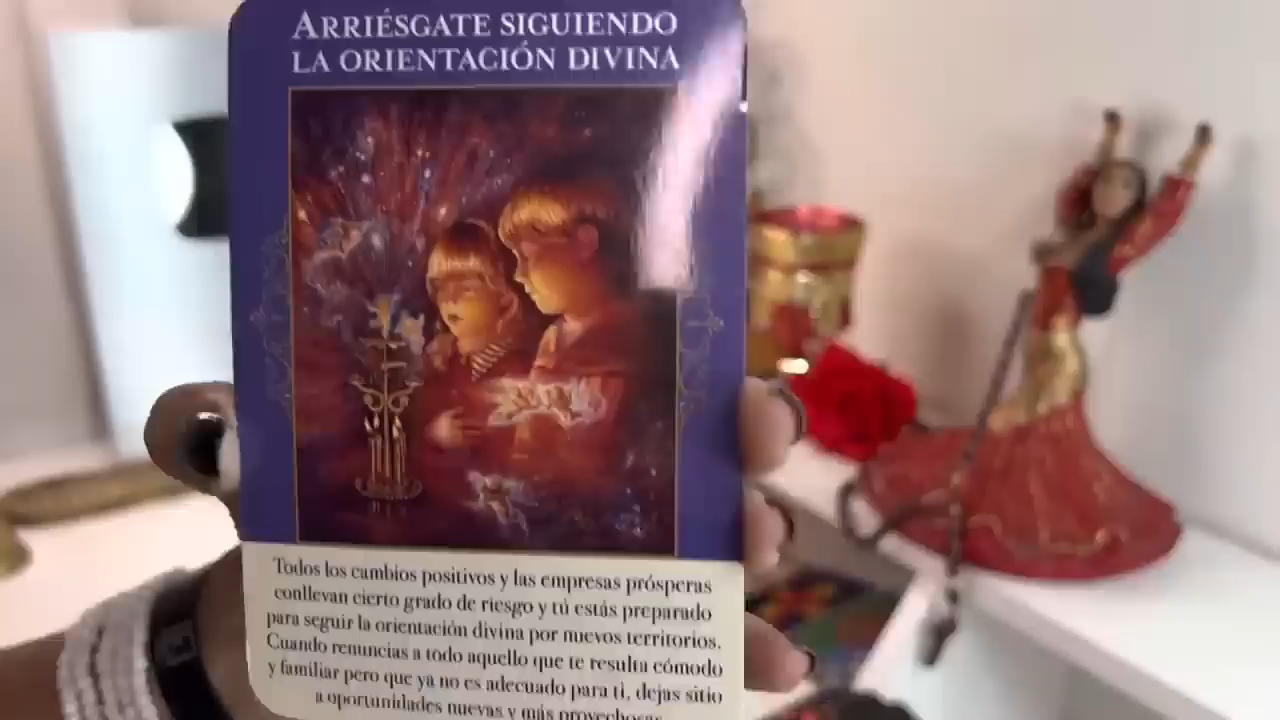 ARRIÉSGATE SIGUIENDO
LA ORIENTACIÓN DIVINA
Todos los cambios positivos y las empresas prósperas
conllevan cierto grado de riesgo y tú estás preparado
para seguir la orientación divina por nuevos territorios.
Cuando renuncias a todo aquello que te resulta cómodo
y familiar pero que ya no es adecuado para ti, dejas sitio
a oportunidades nuevas y más provechosas